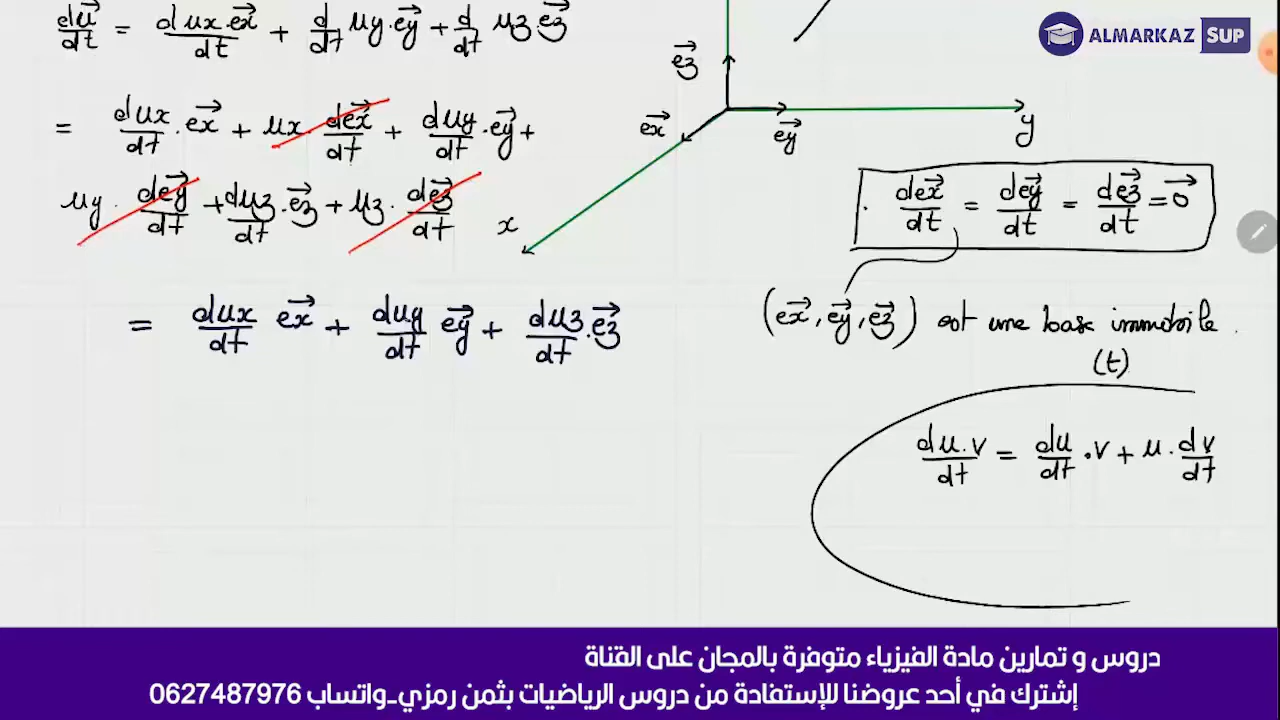 du⃗/dt = dux.ex⃗/dt + d/dt uy.ey⃗ + d/dt uz.ez⃗
= dux/dt.ex⃗ + ux.dex⃗/dt + duy/dt.ey⃗ +
uy.dey⃗/dt + duz/dt.ez⃗ + uz.dez⃗/dt
= dux/dt ex⃗ + duy/dt ey⃗ + duz/dt.ez⃗
ez⃗
ex⃗
ey⃗
y
x
ALMARKAZ SUP
. dex⃗/dt = dey⃗/dt = dez⃗/dt = 0⃗
(ex⃗, ey⃗, ez⃗) est une base immobile.
(t)
du.v/dt = du/dt.v + u.dv/dt
دروس و تمارين مادة الفيزياء متوفرة بالمجان على القناة
إشترك في أحد عروضنا للإستفادة من دروس الرياضيات بثمن رمزي-واتساب 0627487976